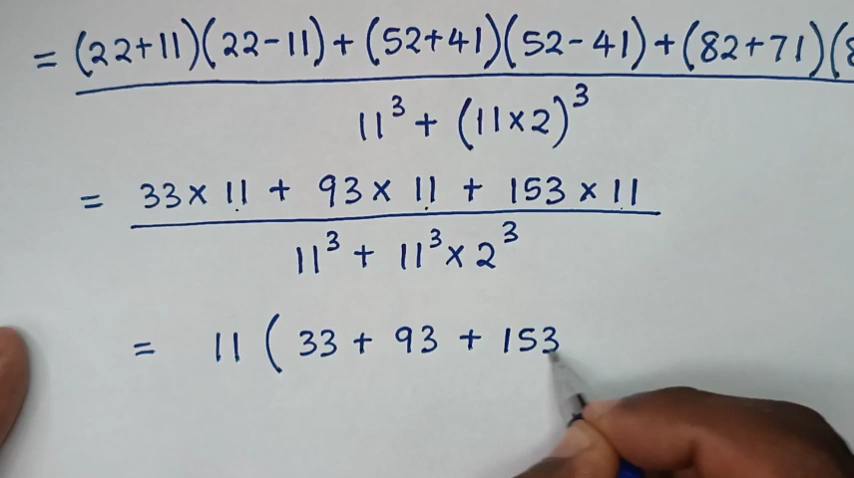 = (22+11)(22-11) + (52+41)(52-41) + (82+71)(
11³ + (11×2)³
= 33 × 11 + 93 × 11 + 153 × 11
11³ + 11³ × 2³
= 11 ( 33 + 93 + 153